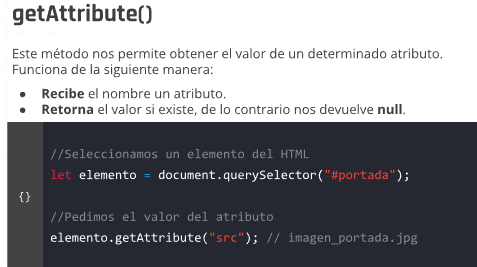 getAttribute()
Este método nos permite obtener el valor de un determinado atributo.
Funciona de la siguiente manera:
● Recibe el nombre un atributo.
● Retorna el valor si existe, de lo contrario nos devuelve null.
//Seleccionamos un elemento del HTML
let elemento = document.querySelector("#portada");
{}
//Pedimos el valor del atributo
elemento.getAttribute("src"); // imagen_portada.jpg